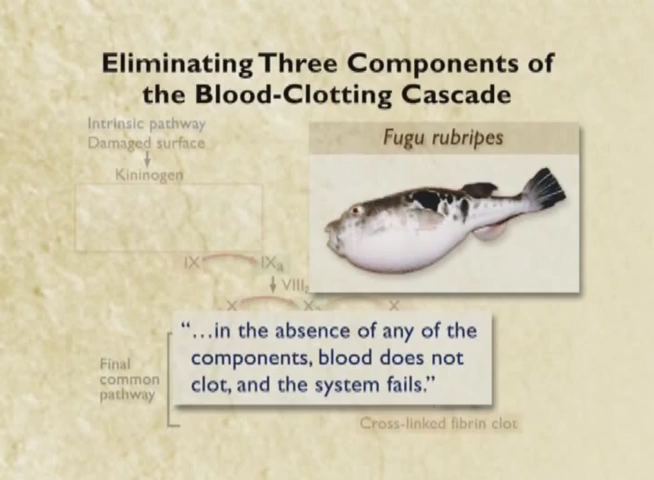 Eliminating Three Components of
the Blood-Clotting Cascade
Intrinsic pathway
Damaged surface
Kininogen
Fugu rubripes
IX IXa
VIIIa
X X X
"…in the absence of any of the
components, blood does not
clot, and the system fails."
Final
common
pathway
Cross-linked fibrin clot